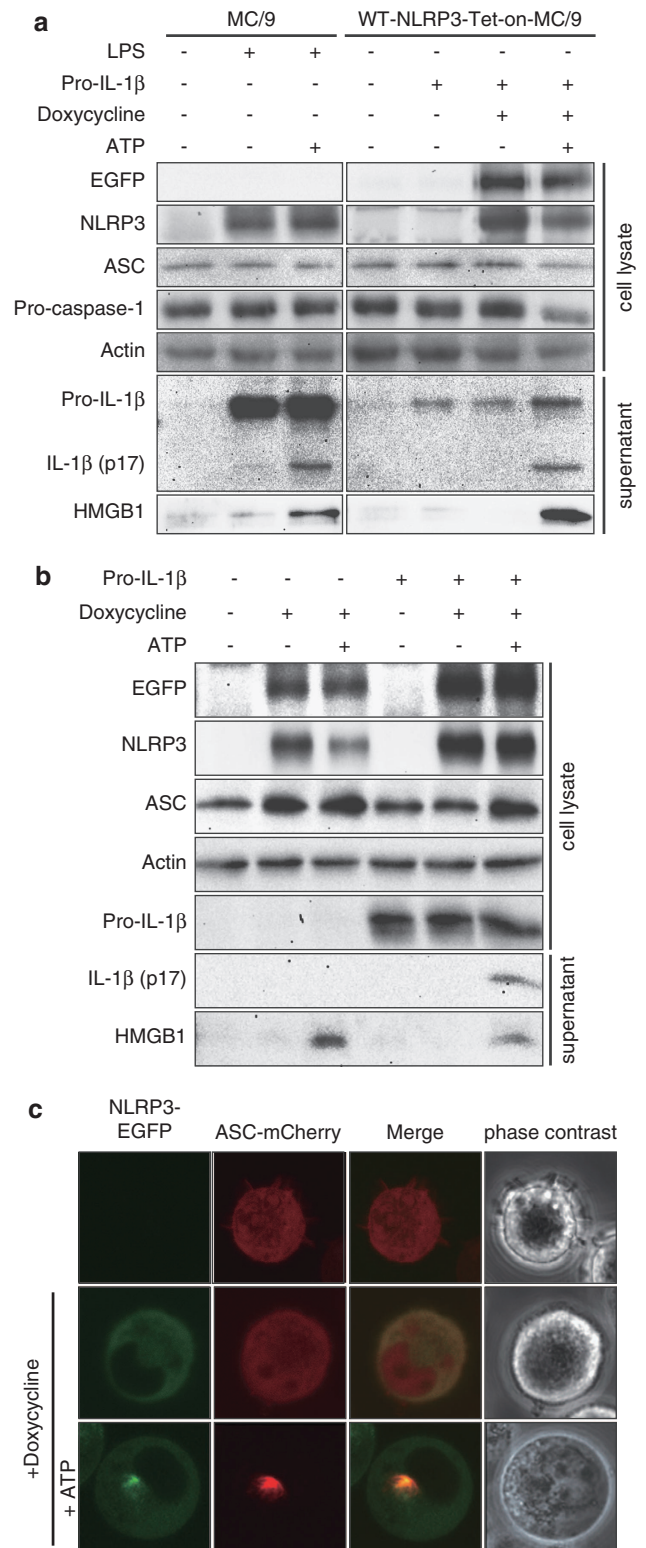 a
MC/9 WT-NLRP3-Tet-on-MC/9
LPS - + + - - - -
Pro-IL-1β - - - - + + +
Doxycycline - - - - - + +
ATP - - + - - - +
EGFP
NLRP3
ASC
Pro-caspase-1
Actin
cell lysate
Pro-IL-1β
IL-1β (p17)
HMGB1
supernatant
b
Pro-IL-1β - - - + + +
Doxycycline - + + - + +
ATP - - + - - +
EGFP
NLRP3
ASC
Actin
Pro-IL-1β
cell lysate
IL-1β (p17)
HMGB1
supernatant
c
NLRP3-
EGFP ASC-mCherry Merge phase contrast
+Doxycycline
+ ATP